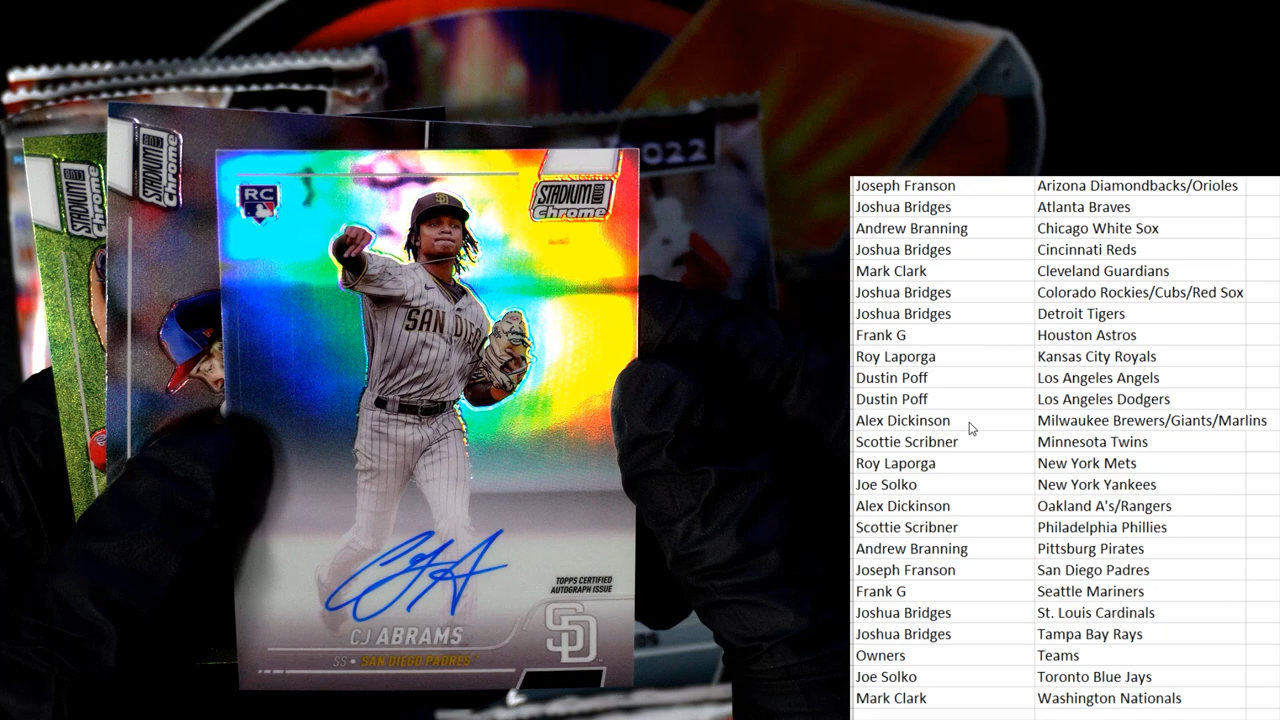 STADIUM CLUB
Chrome
STADIUM CLUB
Chrome
2022
RC
STADIUM CLUB
Chrome
SD
SAN DIEGO
TOPPS CERTIFIED
AUTOGRAPH ISSUE
CJ ABRAMS
SS • SAN DIEGO PADRES™
SD
Joseph Franson Arizona Diamondbacks/Orioles
Joshua Bridges Atlanta Braves
Andrew Branning Chicago White Sox
Joshua Bridges Cincinnati Reds
Mark Clark Cleveland Guardians
Joshua Bridges Colorado Rockies/Cubs/Red Sox
Joshua Bridges Detroit Tigers
Frank G Houston Astros
Roy Laporga Kansas City Royals
Dustin Poff Los Angeles Angels
Dustin Poff Los Angeles Dodgers
Alex Dickinson Milwaukee Brewers/Giants/Marlins
Scottie Scribner Minnesota Twins
Roy Laporga New York Mets
Joe Solko New York Yankees
Alex Dickinson Oakland A's/Rangers
Scottie Scribner Philadelphia Phillies
Andrew Branning Pittsburg Pirates
Joseph Franson San Diego Padres
Frank G Seattle Mariners
Joshua Bridges St. Louis Cardinals
Joshua Bridges Tampa Bay Rays
Owners Teams
Joe Solko Toronto Blue Jays
Mark Clark Washington Nationals